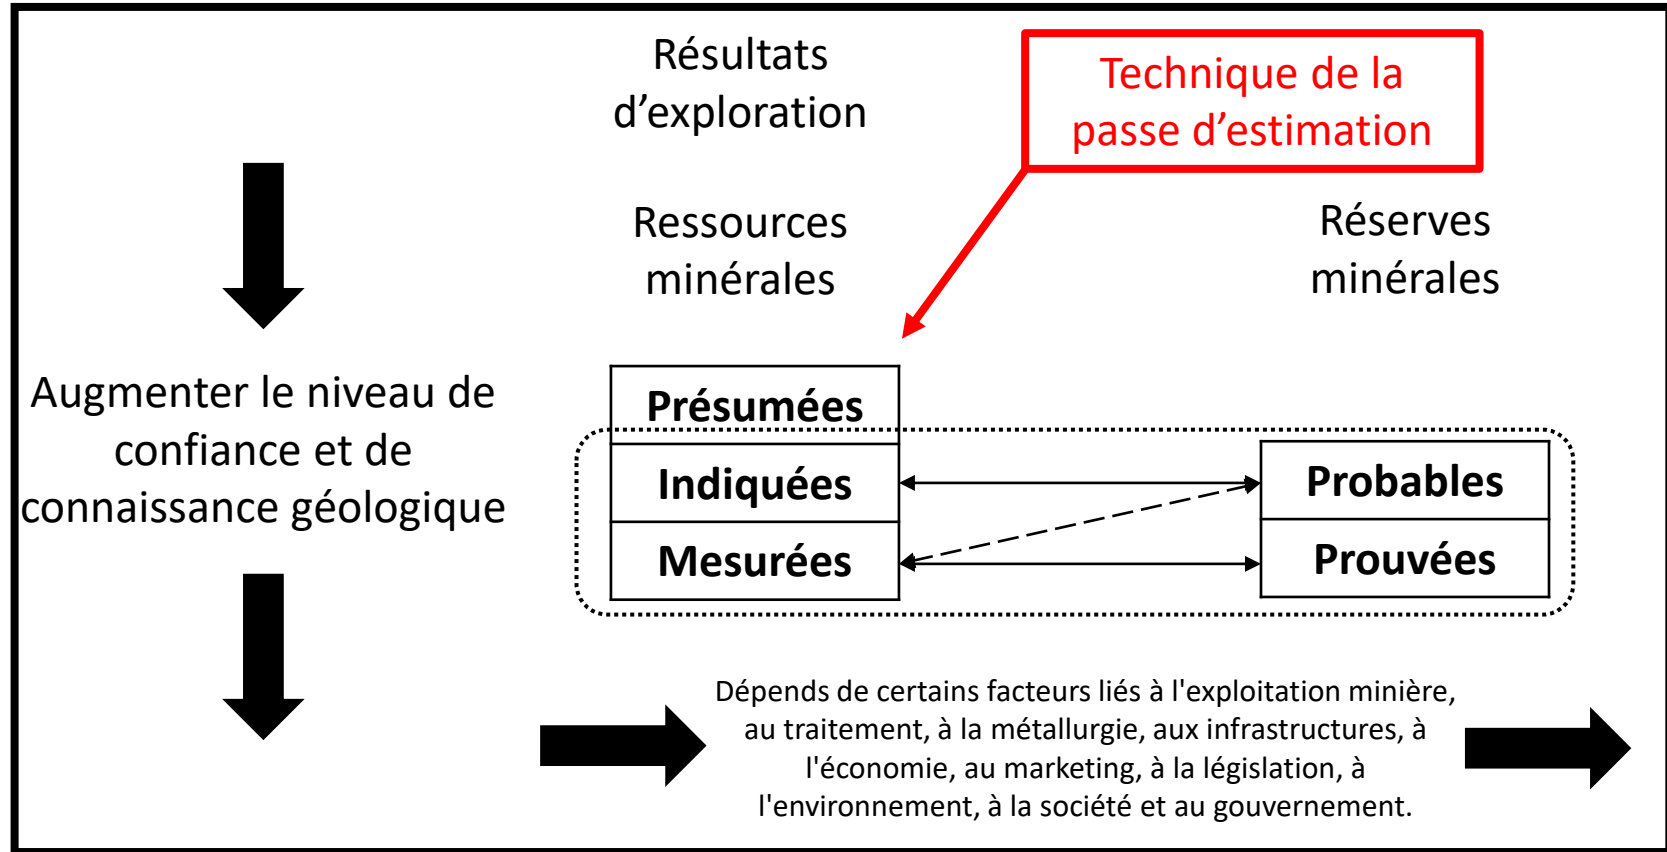 Résultats
d’exploration
Technique de la
passe d’estimation
Ressources
minérales
Réserves
minérales
Augmenter le niveau de
confiance et de
connaissance géologique
Présumées
Indiquées
Mesurées
Probables
Prouvées
Dépends de certains facteurs liés à l'exploitation minière,
au traitement, à la métallurgie, aux infrastructures, à
l'économie, au marketing, à la législation, à
l'environnement, à la société et au gouvernement.